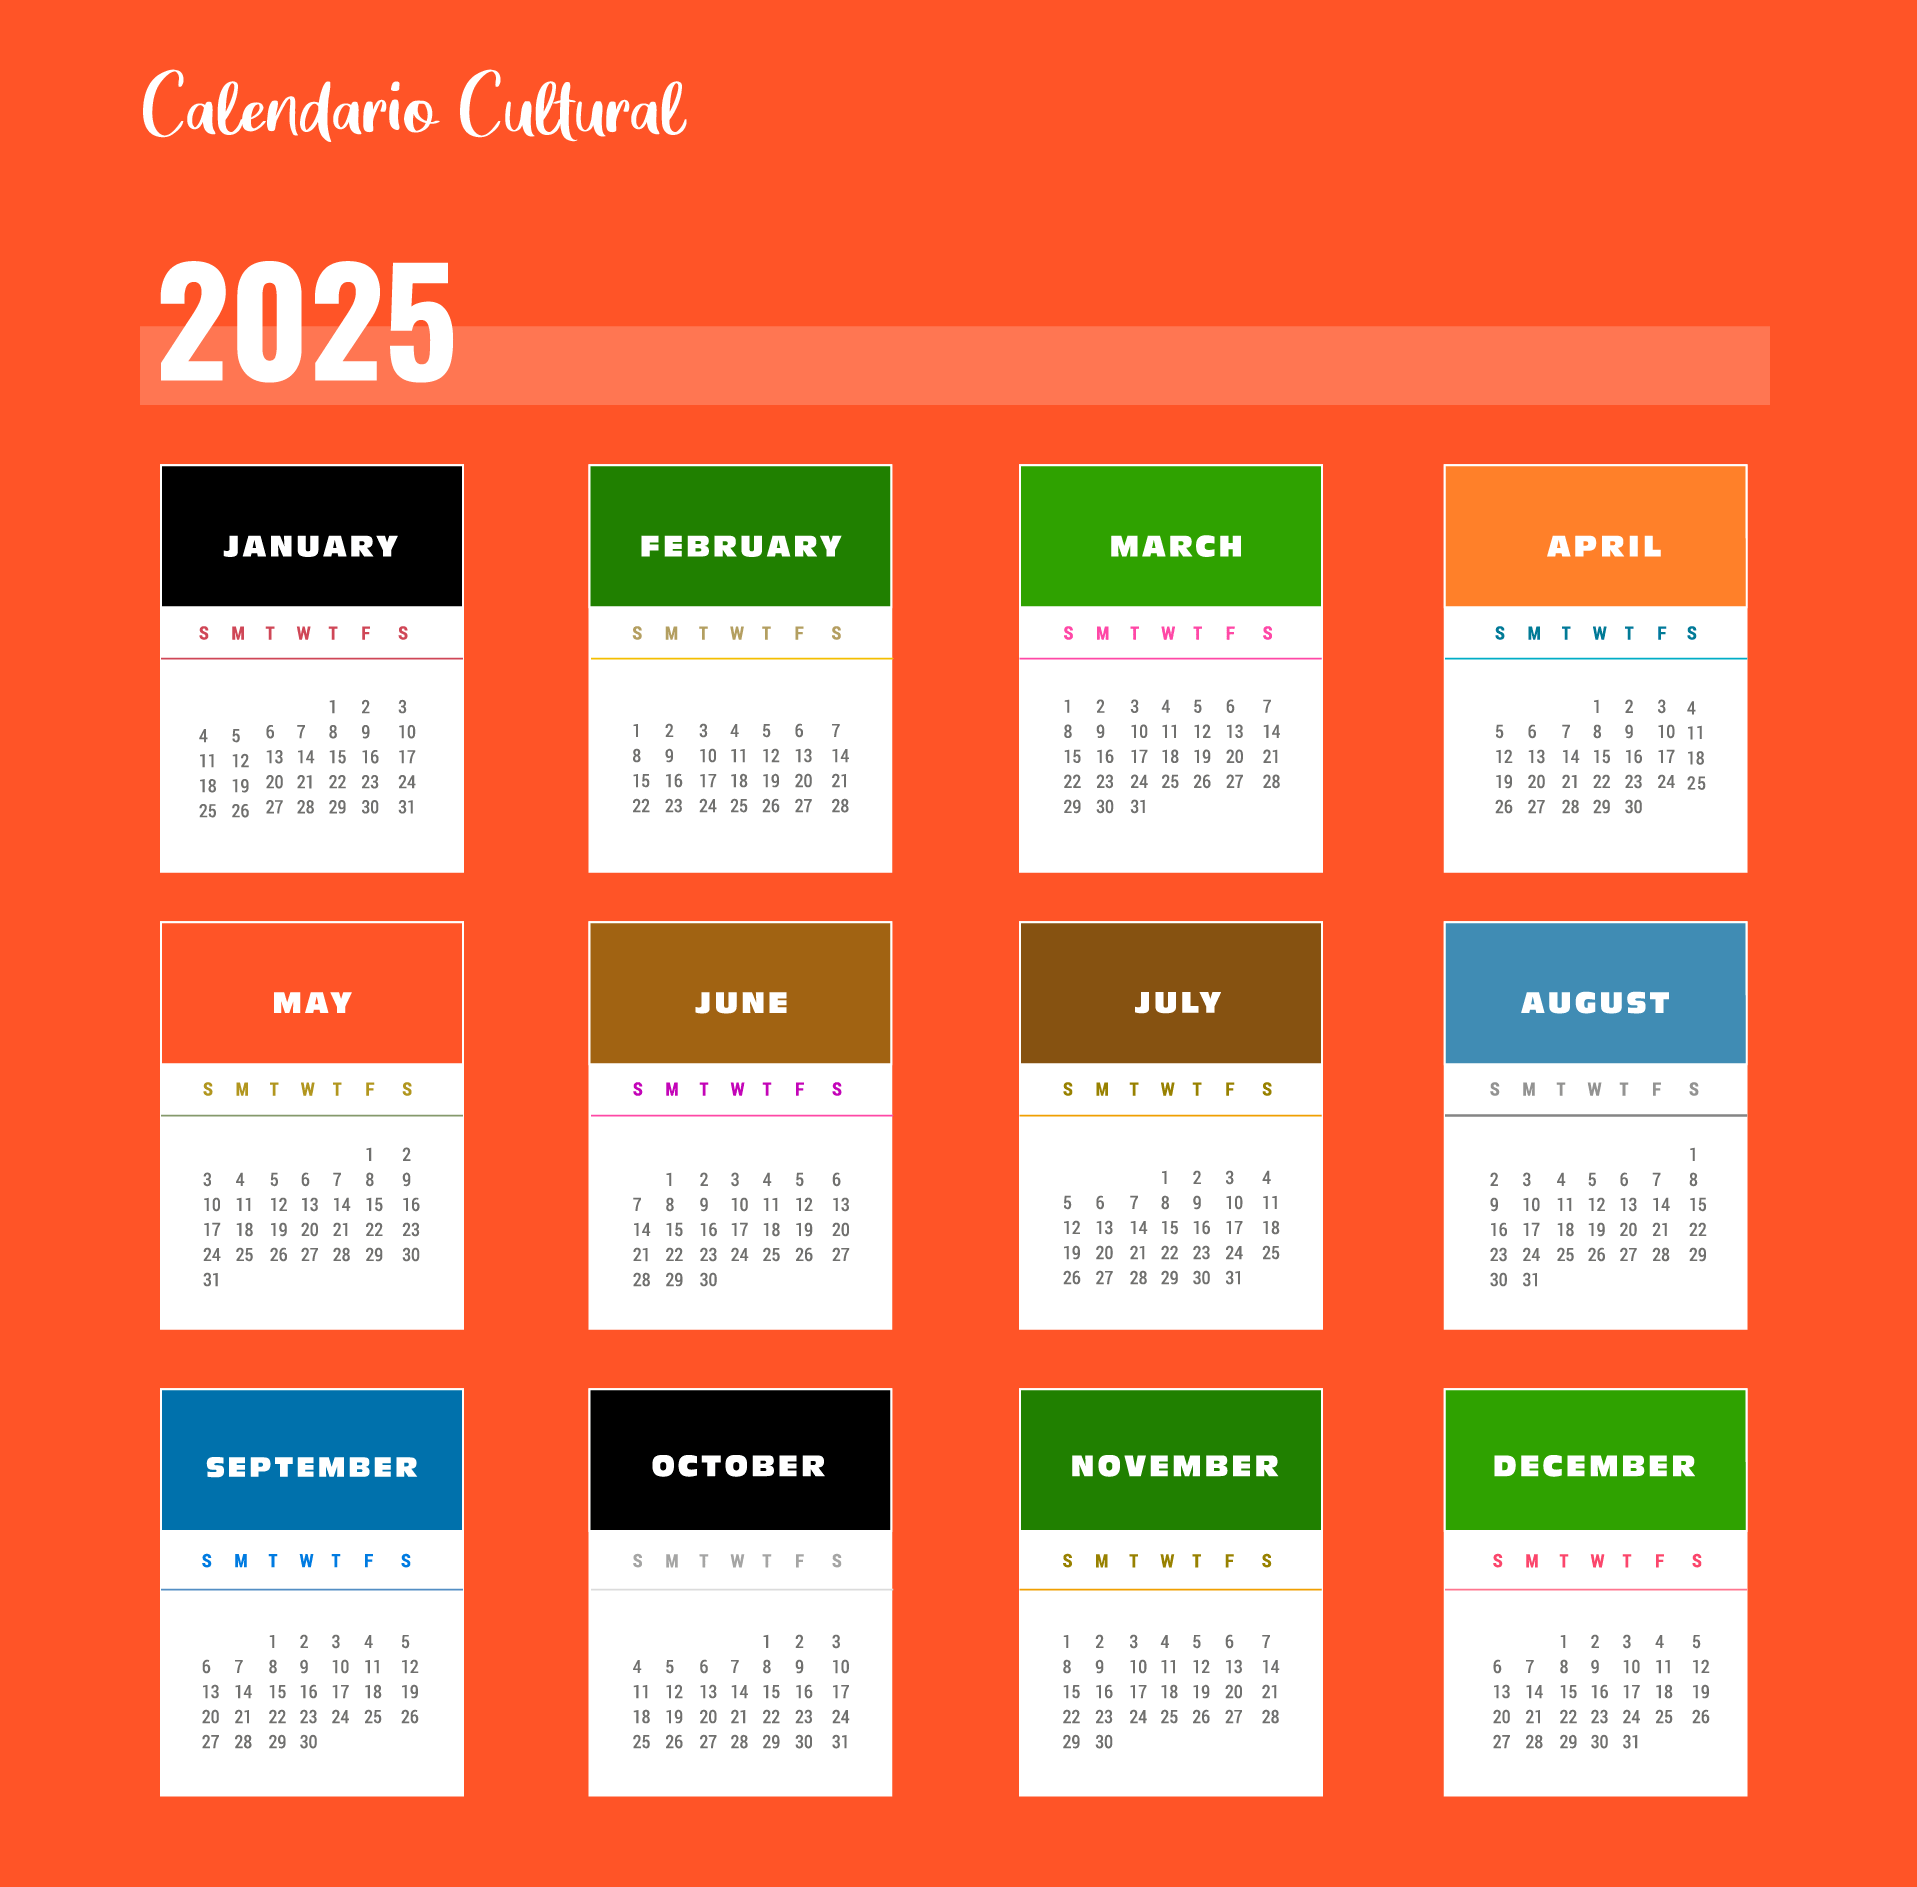 Calendario Cultural
2025
JANUARY
S M T W T F S
1 2 3
4 5 6 7 8 9 10
11 12 13 14 15 16 17
18 19 20 21 22 23 24
25 26 27 28 29 30 31
FEBRUARY
S M T W T F S
1 2 3 4 5 6 7
8 9 10 11 12 13 14
15 16 17 18 19 20 21
22 23 24 25 26 27 28
MARCH
S M T W T F S
1 2 3 4 5 6 7
8 9 10 11 12 13 14
15 16 17 18 19 20 21
22 23 24 25 26 27 28
29 30 31
APRIL
S M T W T F S
1 2 3 4
5 6 7 8 9 10 11
12 13 14 15 16 17 18
19 20 21 22 23 24 25
26 27 28 29 30
MAY
S M T W T F S
1 2
3 4 5 6 7 8 9
10 11 12 13 14 15 16
17 18 19 20 21 22 23
24 25 26 27 28 29 30
31
JUNE
S M T W T F S
1 2 3 4 5 6
7 8 9 10 11 12 13
14 15 16 17 18 19 20
21 22 23 24 25 26 27
28 29 30
JULY
S M T W T F S
1 2 3 4
5 6 7 8 9 10 11
12 13 14 15 16 17 18
19 20 21 22 23 24 25
26 27 28 29 30 31
AUGUST
S M T W T F S
1
2 3 4 5 6 7 8
9 10 11 12 13 14 15
16 17 18 19 20 21 22
23 24 25 26 27 28 29
30 31
SEPTEMBER
S M T W T F S
1 2 3 4 5
6 7 8 9 10 11 12
13 14 15 16 17 18 19
20 21 22 23 24 25 26
27 28 29 30
OCTOBER
S M T W T F S
1 2 3
4 5 6 7 8 9 10
11 12 13 14 15 16 17
18 19 20 21 22 23 24
25 26 27 28 29 30 31
NOVEMBER
S M T W T F S
1 2 3 4 5 6 7
8 9 10 11 12 13 14
15 16 17 18 19 20 21
22 23 24 25 26 27 28
29 30
DECEMBER
S M T W T F S
1 2 3 4 5
6 7 8 9 10 11 12
13 14 15 16 17 18 19
20 21 22 23 24 25 26
27 28 29 30 31